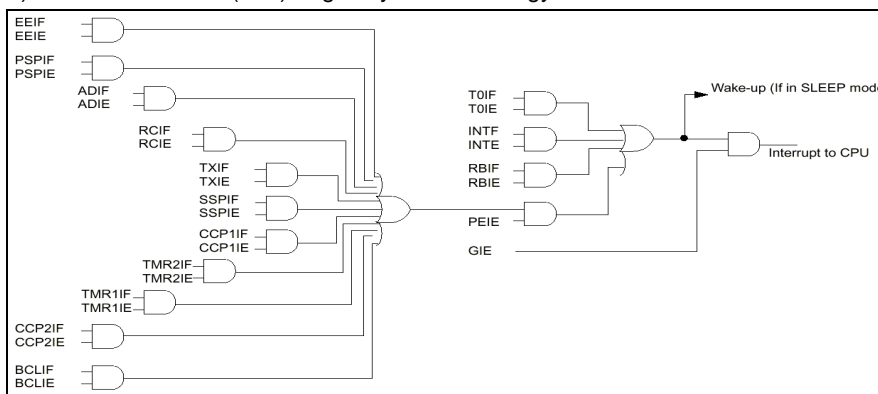 EEIF
EEIE
PSPIF
PSPIE
ADIF
ADIE
RCIF
RCIE
TXIF
TXIE
SSPIF
SSPIE
CCP1IF
CCP1IE
TMR2IF
TMR2IE
TMR1IF
TMR1IE
CCP2IF
CCP2IE
BCLIF
BCLIE
T0IF
T0IE
INTF
INTE
RBIF
RBIE
PEIE
GIE
Wake-up (If in SLEEP mode
Interrupt to CPU